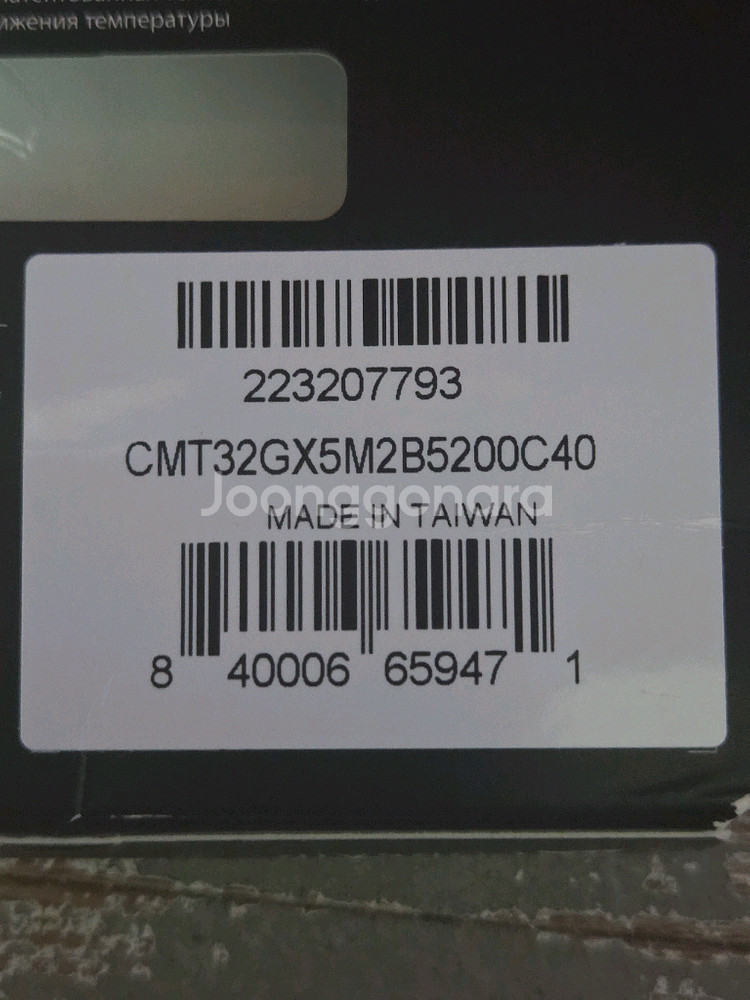 ижения температуры
223207793
CMT32GX5M2B5200C40
Joonggonara
MADE IN TAIWAN
8 40006 65947 1